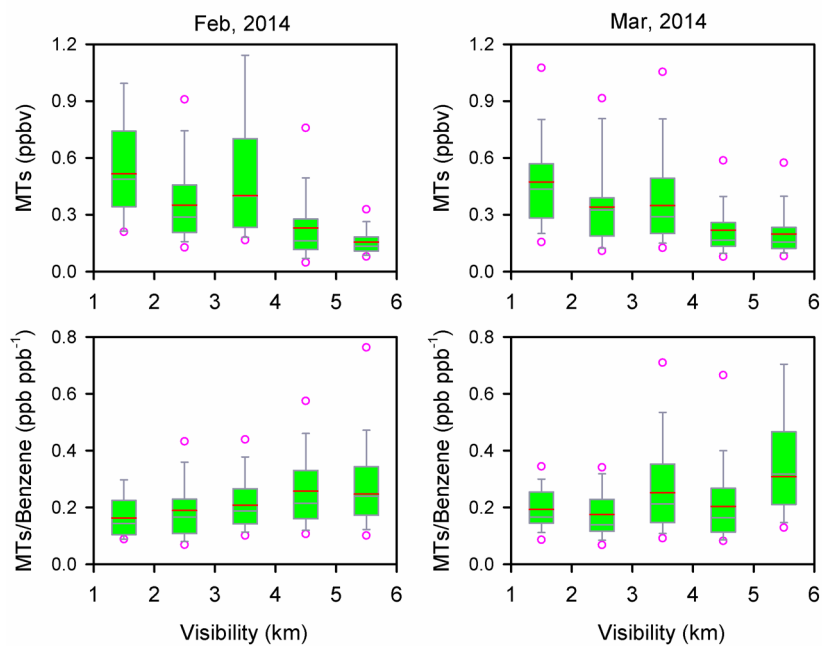 Feb, 2014
Mar, 2014
MTs (ppbv)
1.2
0.9
0.6
0.3
0.0
1 2 3 4 5 6
MTs (ppbv)
1.2
0.9
0.6
0.3
0.0
1 2 3 4 5 6
MTs/Benzene (ppb ppb⁻¹)
0.8
0.6
0.4
0.2
0.0
1 2 3 4 5 6
Visibility (km)
MTs/Benzene (ppb ppb⁻¹)
0.8
0.6
0.4
0.2
0.0
1 2 3 4 5 6
Visibility (km)